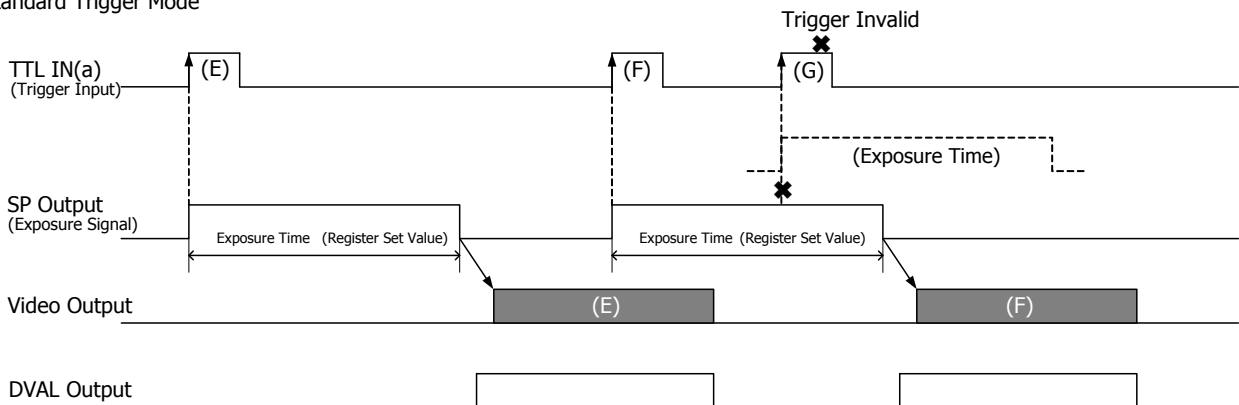 Standard Trigger Mode
Trigger Invalid
TTL IN(a)
(Trigger Input)
(E)
(F)
(G)
(Exposure Time)
SP Output
(Exposure Signal)
Exposure Time (Register Set Value)
Exposure Time (Register Set Value)
Video Output
(E)
(F)
DVAL Output